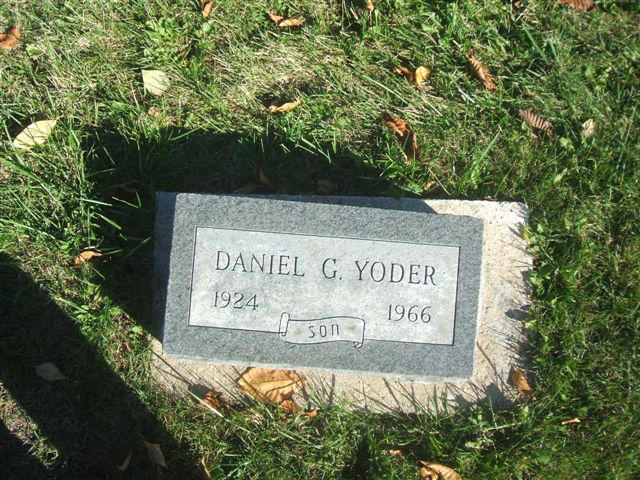 DANIEL G. YODER
1924 1966
SON